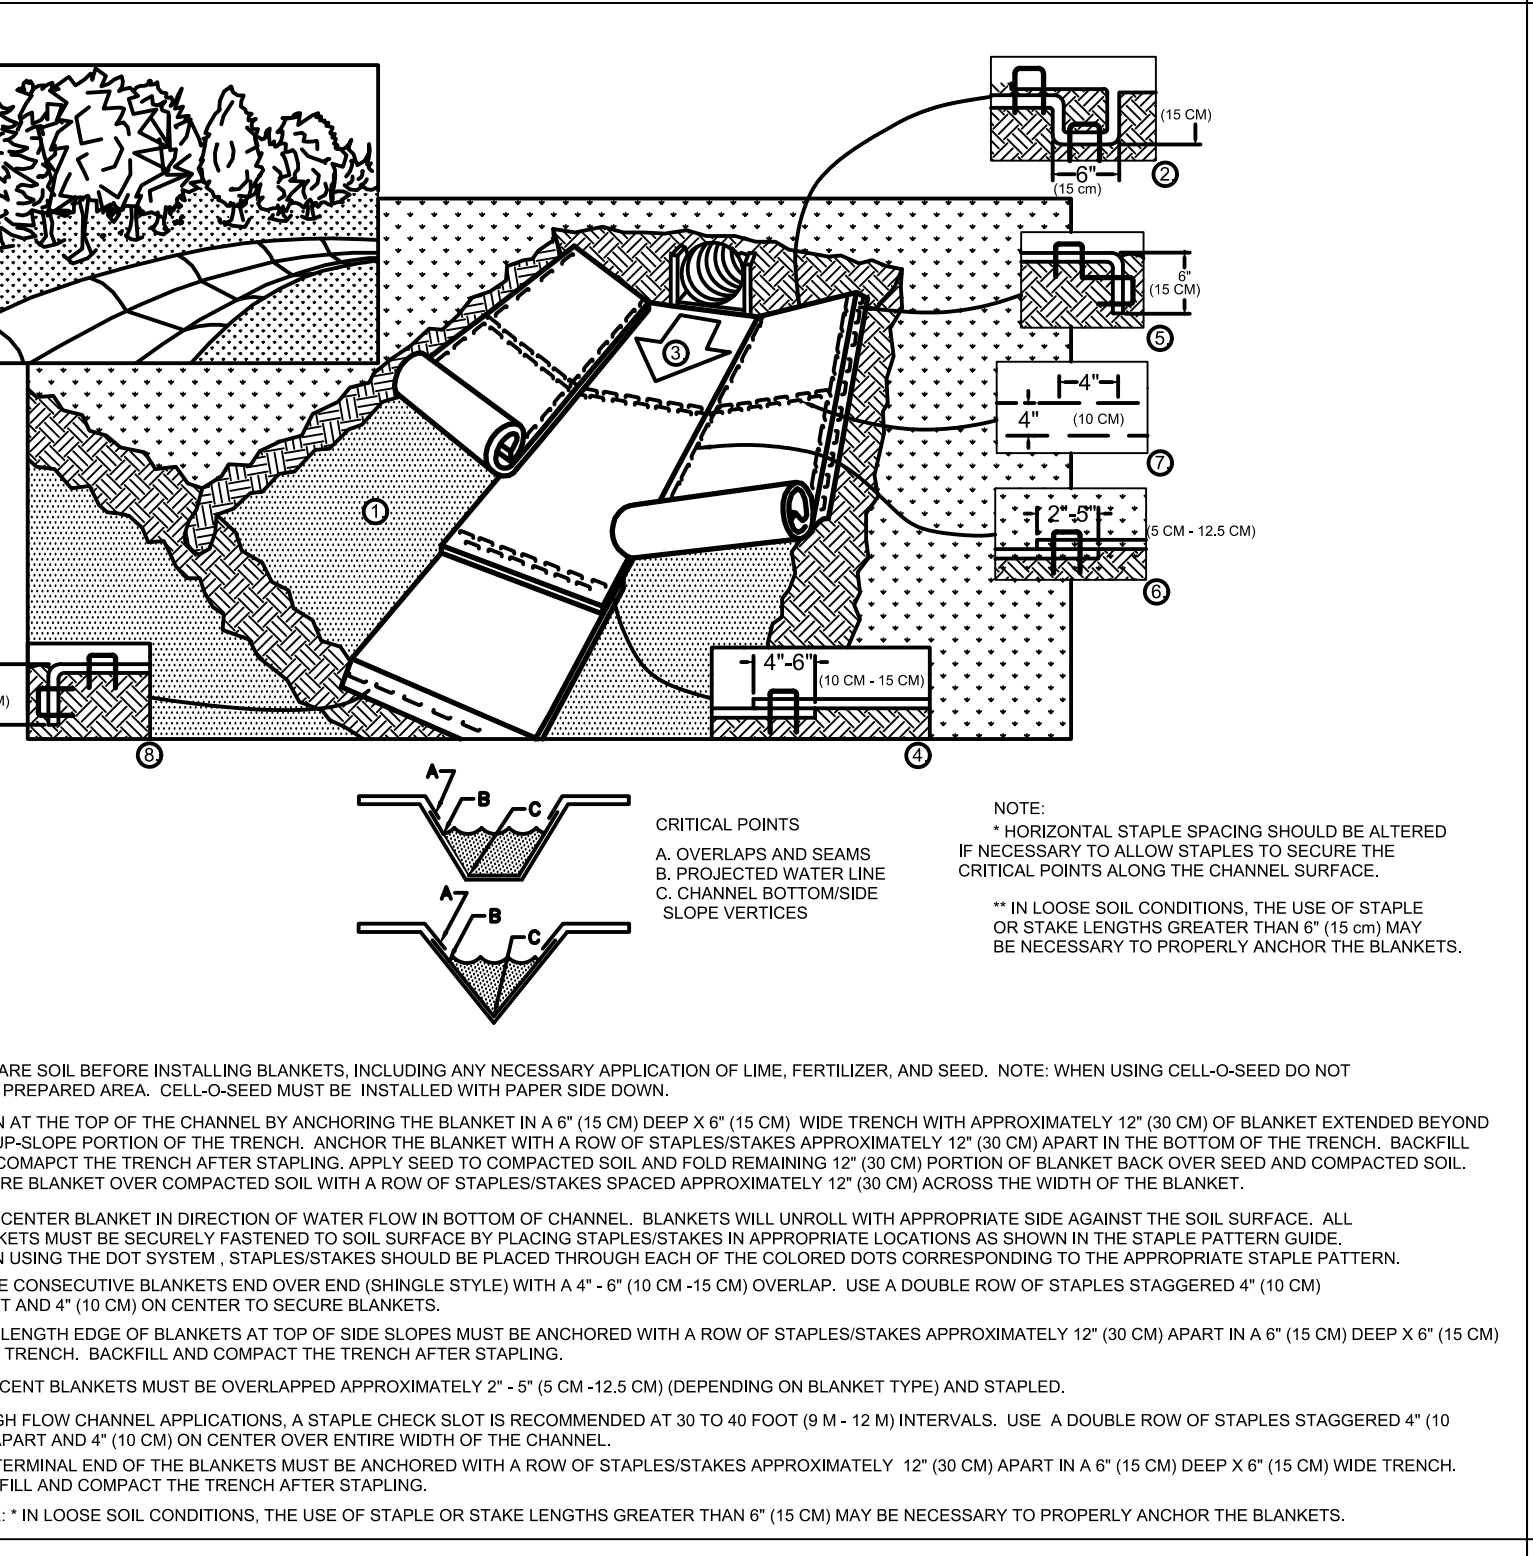 (15 CM)
6"
(15 cm)
2
6"
(15 CM)
5
3
4"
4"
(10 CM)
7.
1.
2"-5"
(5 CM - 12.5 CM)
6.
4"-6"
(10 CM - 15 CM)
M)
8.
4.
A
B
C
A
B
C
CRITICAL POINTS
A. OVERLAPS AND SEAMS
B. PROJECTED WATER LINE
C. CHANNEL BOTTOM/SIDE
SLOPE VERTICES
NOTE:
* HORIZONTAL STAPLE SPACING SHOULD BE ALTERED
IF NECESSARY TO ALLOW STAPLES TO SECURE THE
CRITICAL POINTS ALONG THE CHANNEL SURFACE.
** IN LOOSE SOIL CONDITIONS, THE USE OF STAPLE
OR STAKE LENGTHS GREATER THAN 6" (15 cm) MAY
BE NECESSARY TO PROPERLY ANCHOR THE BLANKETS.
ARE SOIL BEFORE INSTALLING BLANKETS, INCLUDING ANY NECESSARY APPLICATION OF LIME, FERTILIZER, AND SEED. NOTE: WHEN USING CELL-O-SEED DO NOT
PREPARED AREA. CELL-O-SEED MUST BE INSTALLED WITH PAPER SIDE DOWN.
N AT THE TOP OF THE CHANNEL BY ANCHORING THE BLANKET IN A 6" (15 CM) DEEP X 6" (15 CM) WIDE TRENCH WITH APPROXIMATELY 12" (30 CM) OF BLANKET EXTENDED BEYOND
UP-SLOPE PORTION OF THE TRENCH. ANCHOR THE BLANKET WITH A ROW OF STAPLES/STAKES APPROXIMATELY 12" (30 CM) APART IN THE BOTTOM OF THE TRENCH. BACKFILL
COMAPCT THE TRENCH AFTER STAPLING. APPLY SEED TO COMPACTED SOIL AND FOLD REMAINING 12" (30 CM) PORTION OF BLANKET BACK OVER SEED AND COMPACTED SOIL.
RE BLANKET OVER COMPACTED SOIL WITH A ROW OF STAPLES/STAKES SPACED APPROXIMATELY 12" (30 CM) ACROSS THE WIDTH OF THE BLANKET.
CENTER BLANKET IN DIRECTION OF WATER FLOW IN BOTTOM OF CHANNEL. BLANKETS WILL UNROLL WITH APPROPRIATE SIDE AGAINST THE SOIL SURFACE. ALL
KETS MUST BE SECURELY FASTENED TO SOIL SURFACE BY PLACING STAPLES/STAKES IN APPROPRIATE LOCATIONS AS SHOWN IN THE STAPLE PATTERN GUIDE.
N USING THE DOT SYSTEM , STAPLES/STAKES SHOULD BE PLACED THROUGH EACH OF THE COLORED DOTS CORRESPONDING TO THE APPROPRIATE STAPLE PATTERN.
E CONSECUTIVE BLANKETS END OVER END (SHINGLE STYLE) WITH A 4" - 6" (10 CM -15 CM) OVERLAP. USE A DOUBLE ROW OF STAPLES STAGGERED 4" (10 CM)
T AND 4" (10 CM) ON CENTER TO SECURE BLANKETS.
LENGTH EDGE OF BLANKETS AT TOP OF SIDE SLOPES MUST BE ANCHORED WITH A ROW OF STAPLES/STAKES APPROXIMATELY 12" (30 CM) APART IN A 6" (15 CM) DEEP X 6" (15 CM)
TRENCH. BACKFILL AND COMPACT THE TRENCH AFTER STAPLING.
CENT BLANKETS MUST BE OVERLAPPED APPROXIMATELY 2" - 5" (5 CM -12.5 CM) (DEPENDING ON BLANKET TYPE) AND STAPLED.
GH FLOW CHANNEL APPLICATIONS, A STAPLE CHECK SLOT IS RECOMMENDED AT 30 TO 40 FOOT (9 M - 12 M) INTERVALS. USE A DOUBLE ROW OF STAPLES STAGGERED 4" (10
APART AND 4" (10 CM) ON CENTER OVER ENTIRE WIDTH OF THE CHANNEL.
TERMINAL END OF THE BLANKETS MUST BE ANCHORED WITH A ROW OF STAPLES/STAKES APPROXIMATELY 12" (30 CM) APART IN A 6" (15 CM) DEEP X 6" (15 CM) WIDE TRENCH.
FILL AND COMPACT THE TRENCH AFTER STAPLING.
: * IN LOOSE SOIL CONDITIONS, THE USE OF STAPLE OR STAKE LENGTHS GREATER THAN 6" (15 CM) MAY BE NECESSARY TO PROPERLY ANCHOR THE BLANKETS.